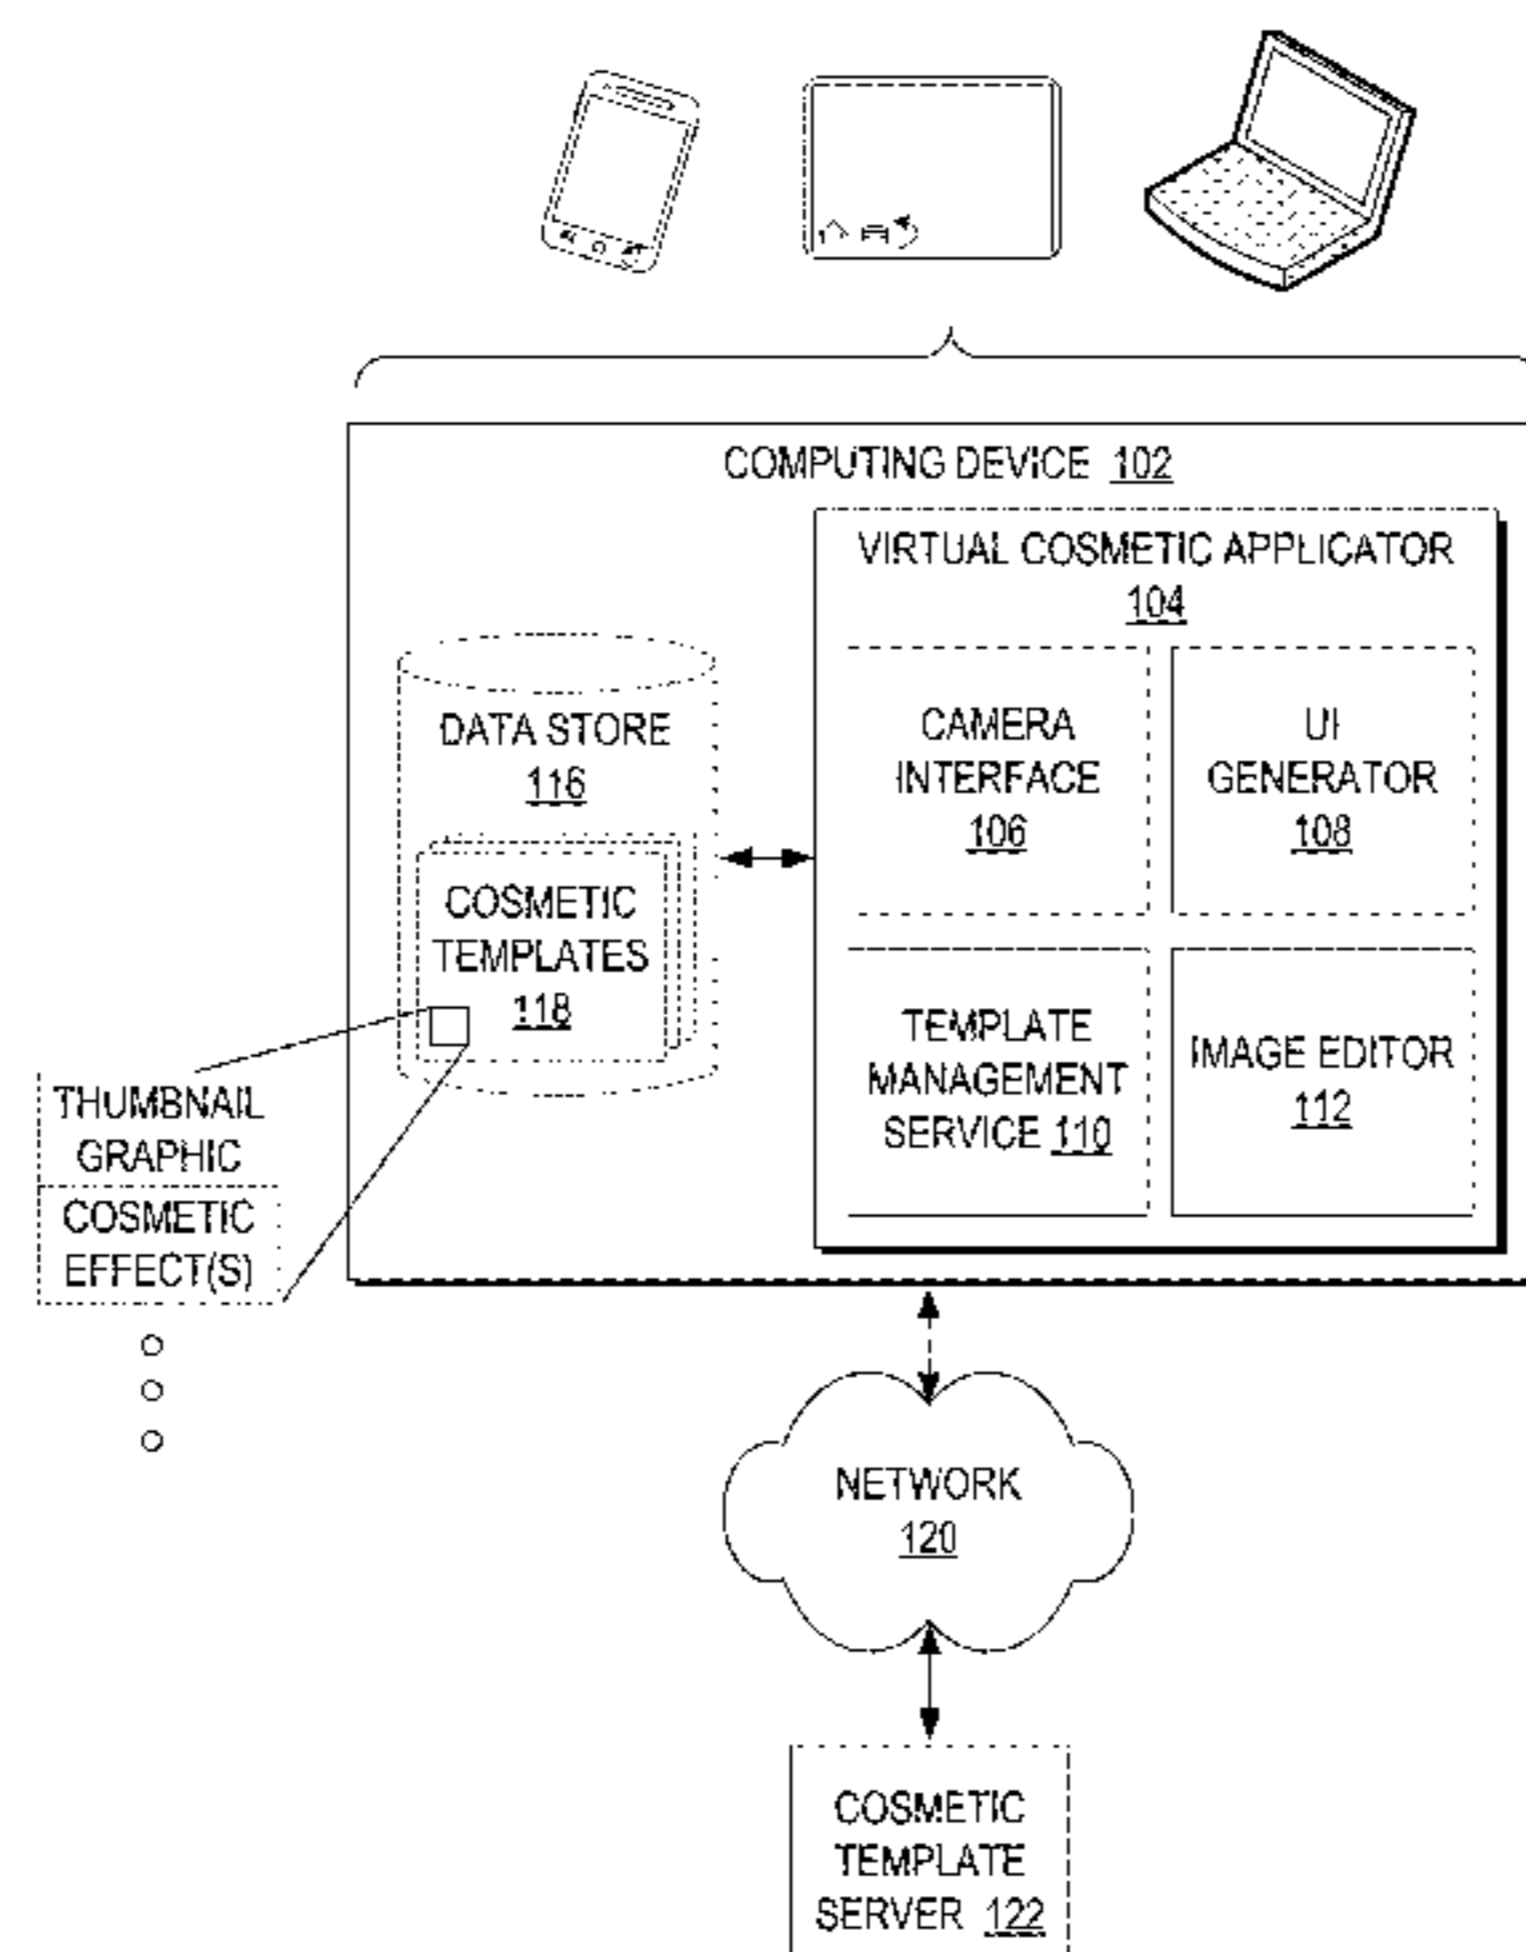 COMPUTING DEVICE 102
VIRTUAL COSMETIC APPLICATOR
104
DATA STORE
116
COSMETIC
TEMPLATES
118
CAMERA
INTERFACE
106
UI
GENERATOR
108
TEMPLATE
MANAGEMENT
SERVICE 110
IMAGE EDITOR
112
THUMBNAIL
GRAPHIC
COSMETIC
EFFECT(S)
NETWORK
120
COSMETIC
TEMPLATE
SERVER 122